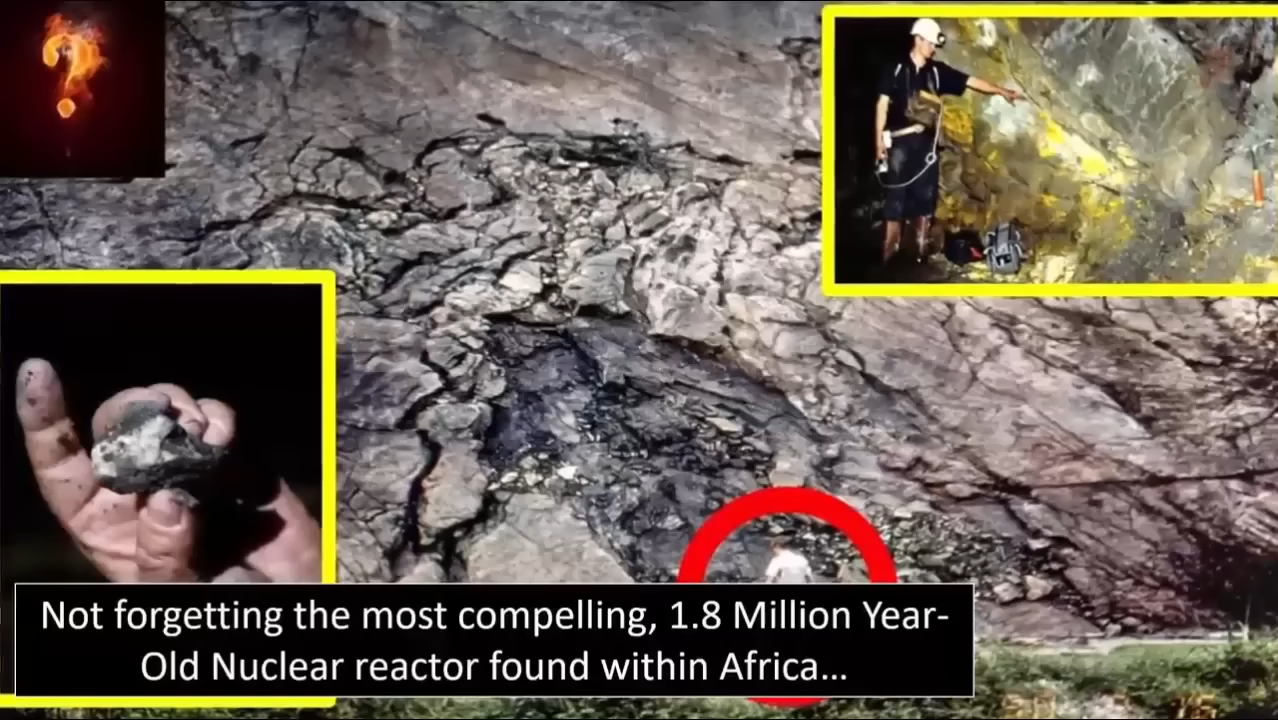 Not forgetting the most compelling, 1.8 Million Year-
Old Nuclear reactor found within Africa...